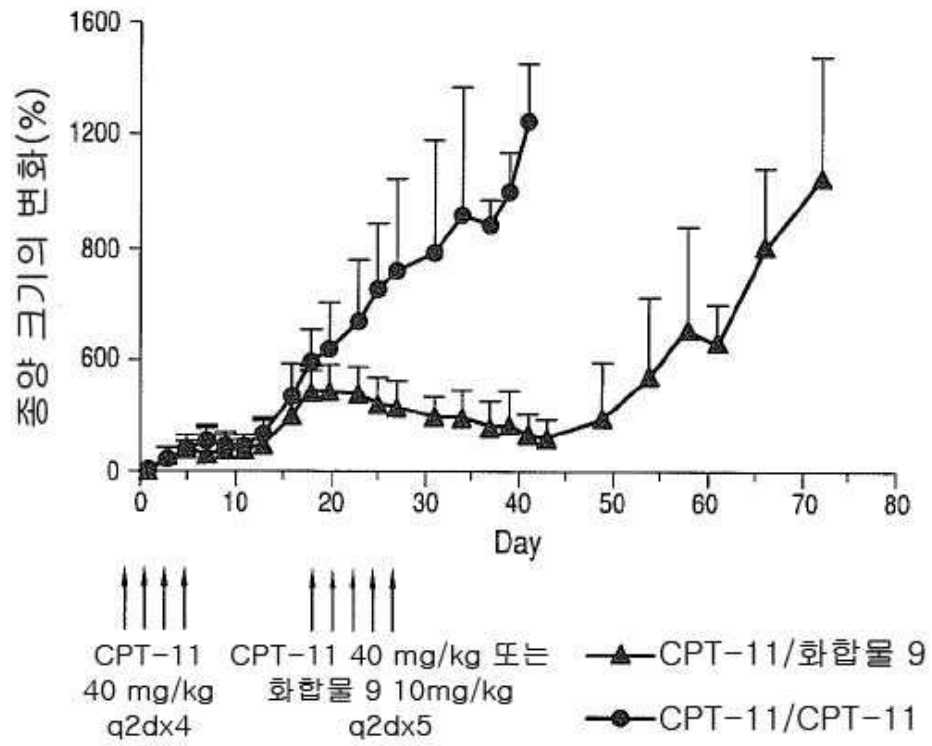 1600
1200
800
600
0
종양 크기의 변화(%)
0 10 20 30 40 50 60 70 80
Day
CPT-11
40 mg/kg
q2dx4
CPT-11 40 mg/kg 또는
화합물 9 10mg/kg
q2dx5
CPT-11/화합물 9
CPT-11/CPT-11